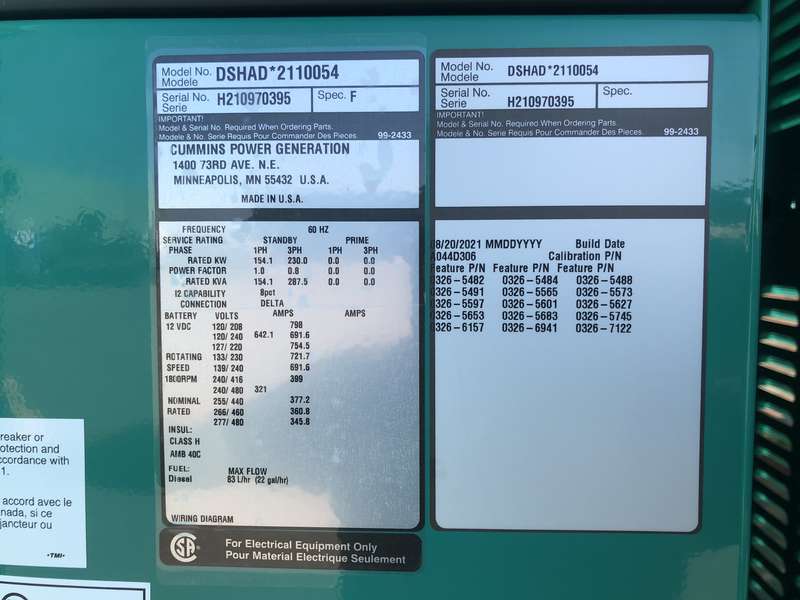 Model No. DSHAD*2110054
Modele
Serial No. H210970395 Spec. F
Serie
IMPORTANT!
Model & Serial No. Required When Ordering Parts.
Modele & No. Serie Requis Pour Commander Des Pieces. 99-2433
CUMMINS POWER GENERATION
1400 73RD AVE. N.E.
MINNEAPOLIS, MN 55432 U.S.A.
MADE IN U.S.A.
FREQUENCY 60 HZ
SERVICE RATING STANDBY PRIME
PHASE 1PH 3PH 1PH 3PH
RATED KW 154.1 230.0 0.0 0.0
POWER FACTOR 1.0 0.8 0.0 0.0
RATED KVA 154.1 287.5 0.0 0.0
I2 CAPABILITY 8pct
CONNECTION DELTA
BATTERY VOLTS AMPS AMPS
12 VDC 120/ 208 798
120/ 240 642.1 691.6
127/ 220 754.5
ROTATING 133/ 230 721.7
SPEED 139/ 240 691.6
1800RPM 240/ 416 399
240/ 480 321
NOMINAL 255/ 440 377.2
RATED 266/ 460 360.8
277/ 480 345.8
INSUL:
CLASS H
AMB 40C
FUEL: MAX FLOW
Diesel 83 L/hr (22 gal/hr)
WIRING DIAGRAM
For Electrical Equipment Only
Pour Material Electrique Seulement
Model No. DSHAD*2110054
Modele
Serial No. H210970395 Spec.
Serie
IMPORTANT!
Model & Serial No. Required When Ordering Parts.
Modele & No. Serie Requis Pour Commander Des Pieces. 99-2433
08/20/2021 MMDDYYYY Build Date
A044D306 Calibration P/N
Feature P/N Feature P/N Feature P/N
0326-5482 0326-5484 0326-5488
0326-5491 0326-5565 0326-5573
0326-5597 0326-5601 0326-5627
0326-5653 0326-5683 0326-5745
0326-6157 0326-6941 0326-7122
reaker or
otection and
ccordance with
1.
accord avec le
anada, si ce
jancteur ou
•TMI•